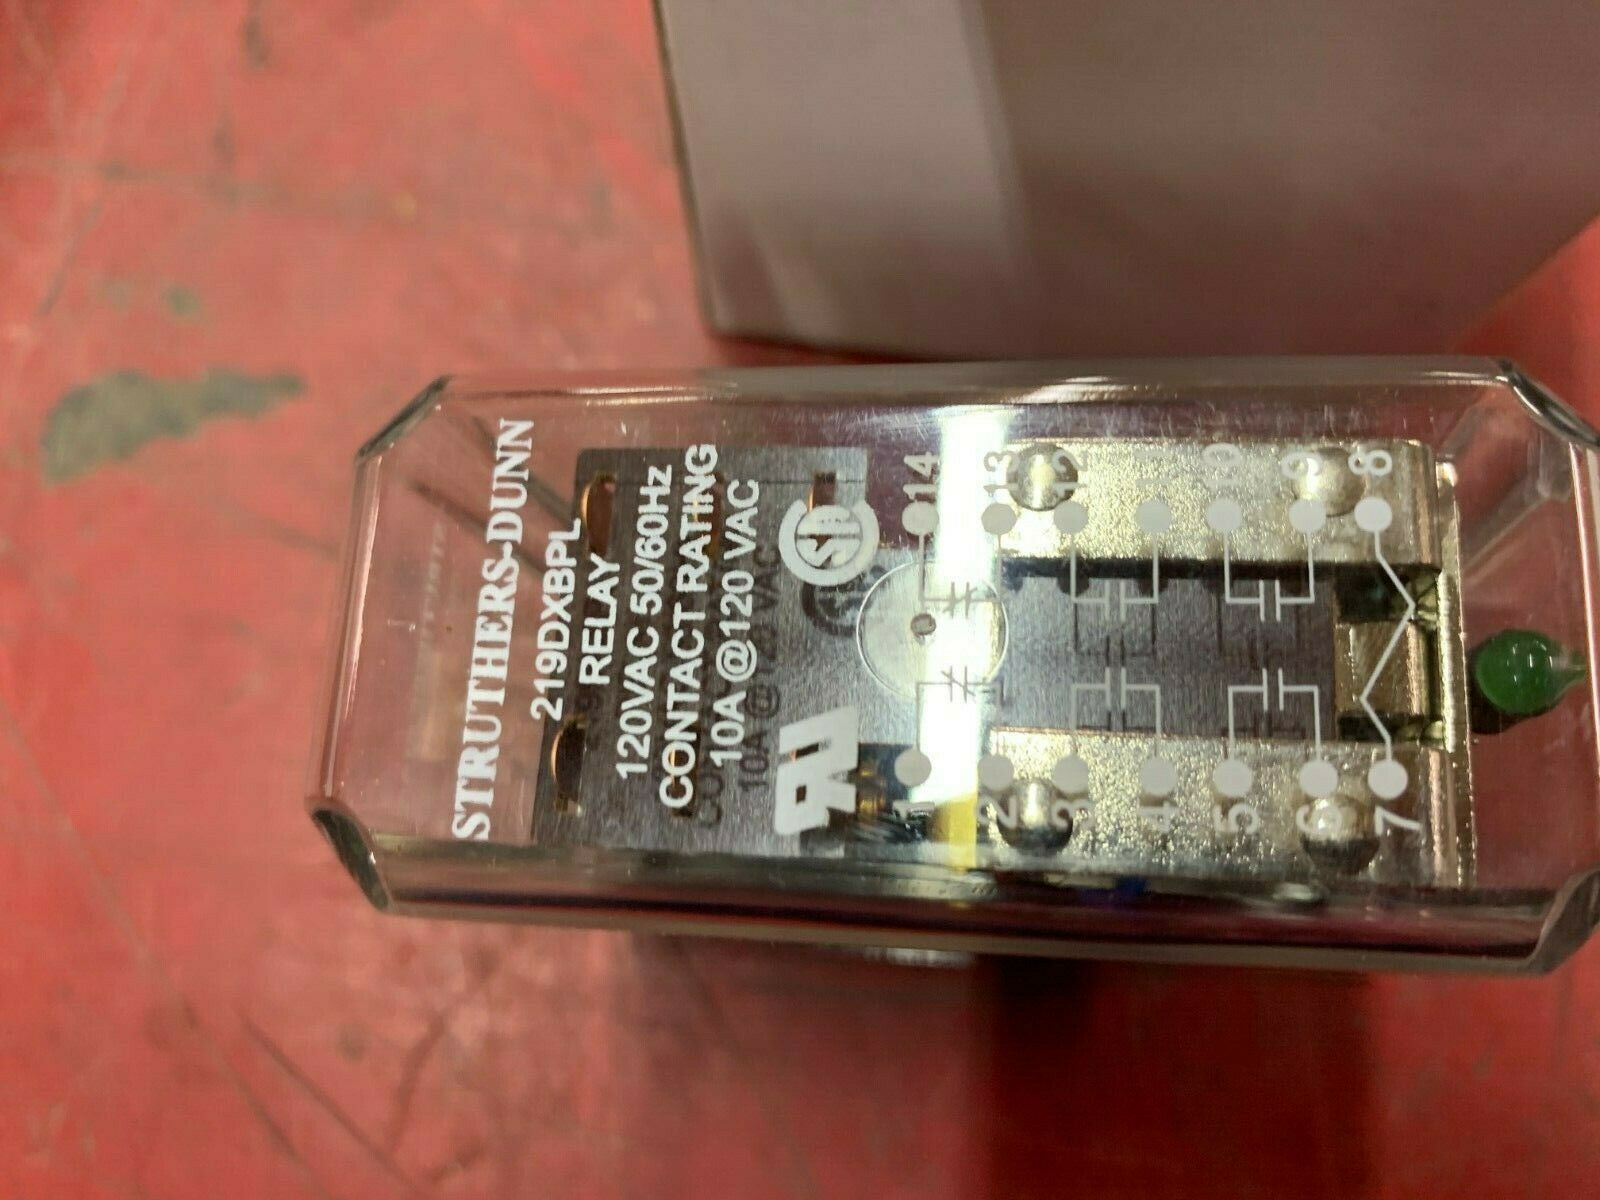 STRUTHERS-DUNN
219DXBPL
RELAY
120VAC 50/60Hz
CONTACT RATING
10A@120 VAC
1 2 3 4 5 6 7
14 13 12 11 10 9 8